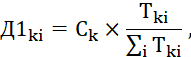 Д1ₖᵢ = Cₖ × Tₖᵢ / ∑ᵢ Tₖᵢ ,